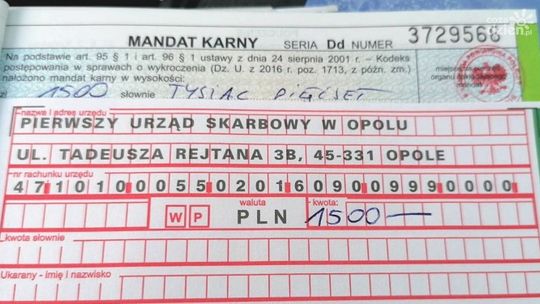 MANDAT KARNY SERIA Dd NUMER 3729568
Na podstawie art. 95 § 1 i art. 96 § 1 ustawy z dnia 24 sierpnia 2001 r. – Kodeks
postępowania w sprawach o wykroczenia (Dz. U. z 2016 r. poz. 1713, z późn. zm.)
nałożono mandat karny w wysokości:
1500 słownie TYSIĄC PIĘĆSET
nazwa i adres urzędu
PIERWSZY URZĄD SKARBOWY W OPOLU
UL. TADEUSZA REJTANA 3B, 45-331 OPOLE
nr rachunku urzędu
47101000550201609099990000
waluta kwota:
WP PLN 1500—
kwota słownie
Ukarany - imię i nazwisko